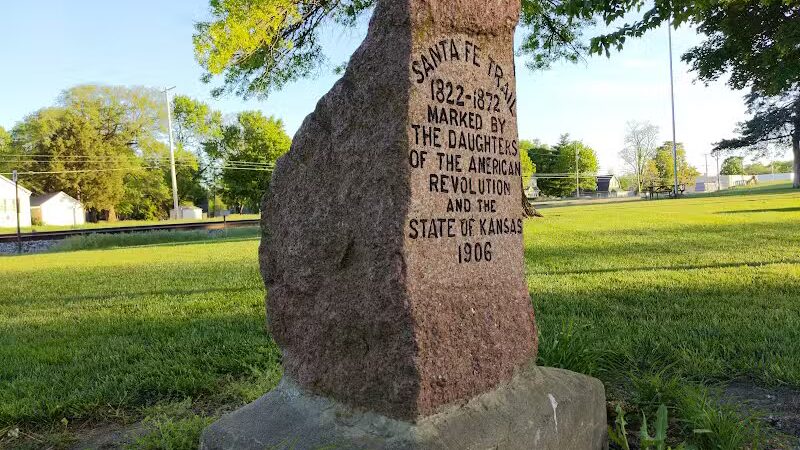 SANTA FE TRAIL
1822-1872
MARKED BY
THE DAUGHTERS
OF THE AMERICAN
REVOLUTION
AND THE
STATE OF KANSAS
1906